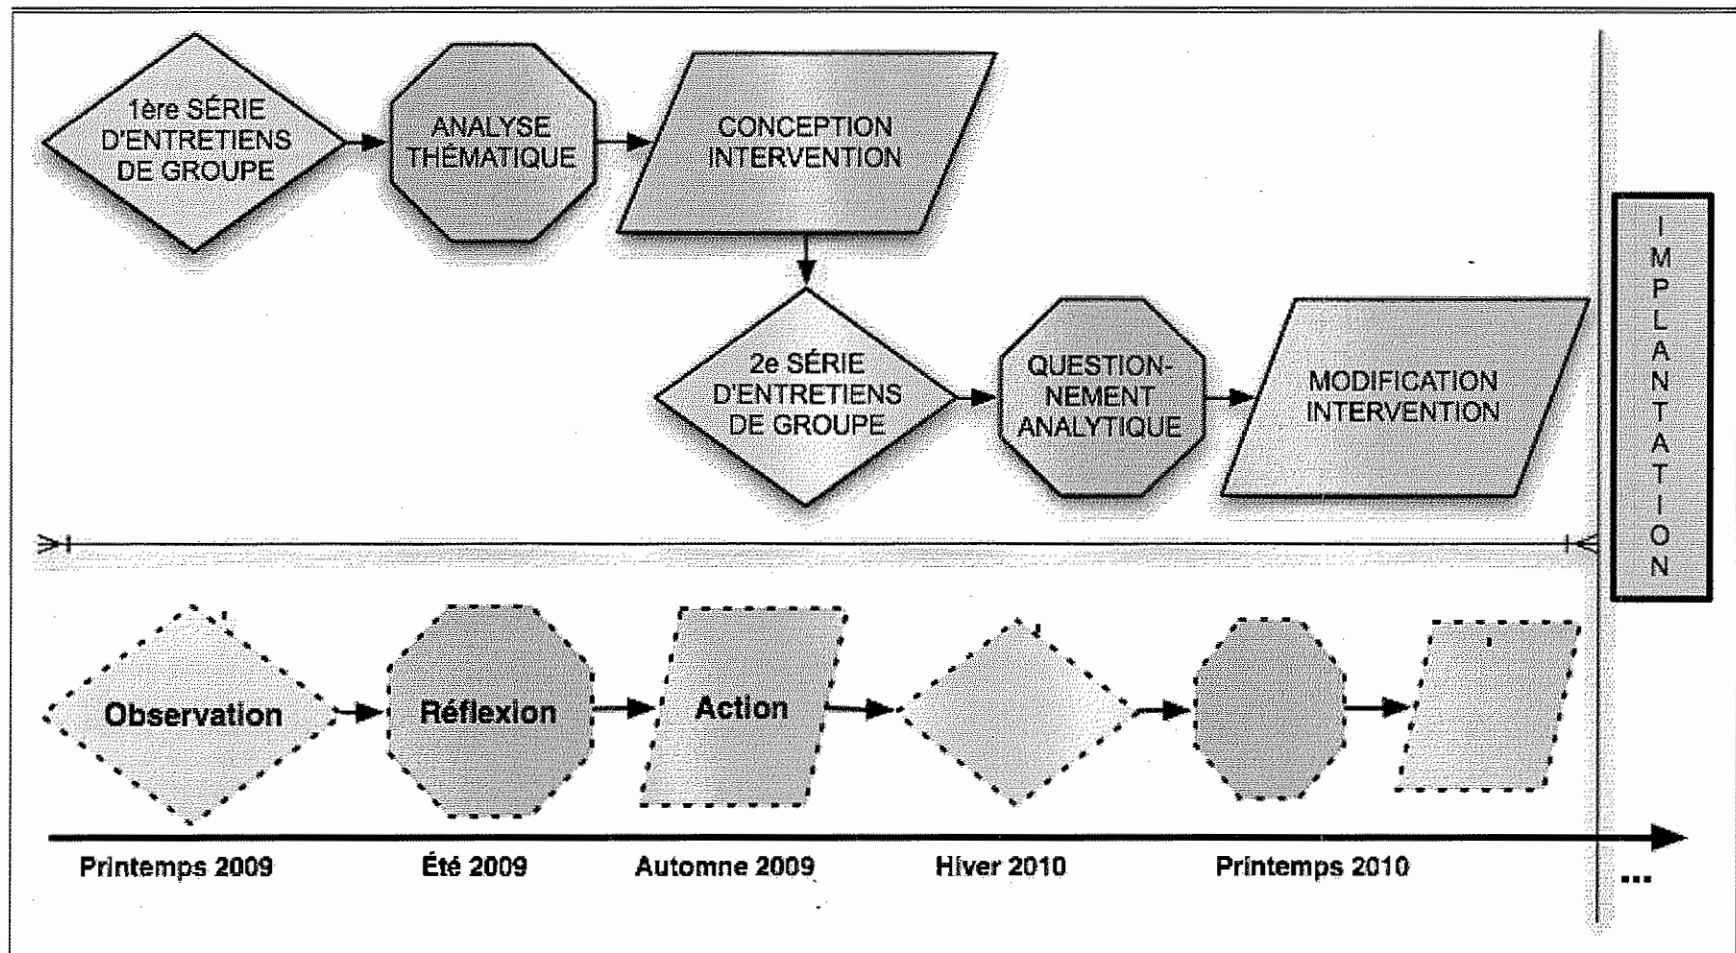 1ère SÉRIE
D'ENTRETIENS
DE GROUPE
ANALYSE
THÉMATIQUE
CONCEPTION
INTERVENTION
2e SÉRIE
D'ENTRETIENS
DE GROUPE
QUESTION-
NEMENT
ANALYTIQUE
MODIFICATION
INTERVENTION
IMPLANTATION
Observation
Réflexion
Action
Printemps 2009
Été 2009
Automne 2009
Hiver 2010
Printemps 2010
...